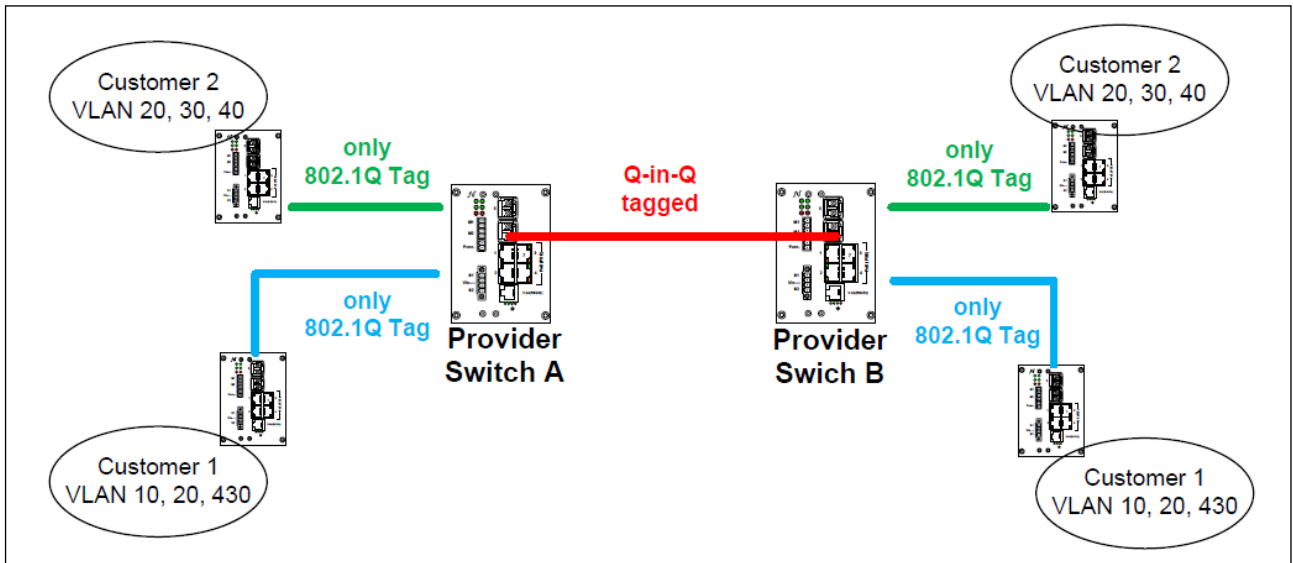 Customer 2
VLAN 20, 30, 40
Customer 2
VLAN 20, 30, 40
only
802.1Q Tag
Q-in-Q
tagged
only
802.1Q Tag
only
802.1Q Tag
Provider
Switch A
Provider
Swich B
only
802.1Q Tag
Customer 1
VLAN 10, 20, 430
Customer 1
VLAN 10, 20, 430